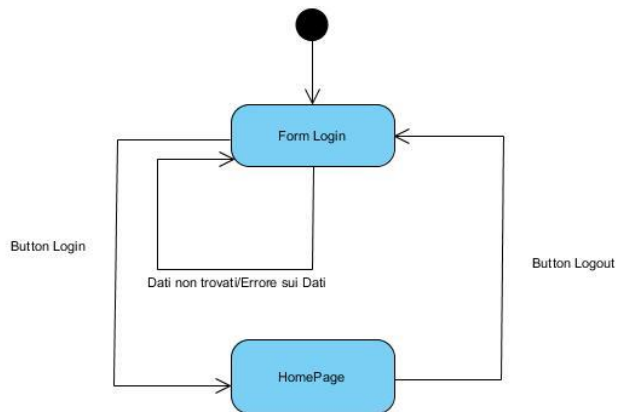 Form Login
Button Login
Button Logout
Dati non trovati/Errore sui Dati
HomePage